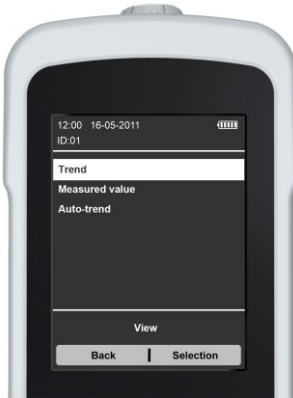 12:00 16-05-2011
ID:01
Trend
Measured value
Auto-trend
View
Back | Selection